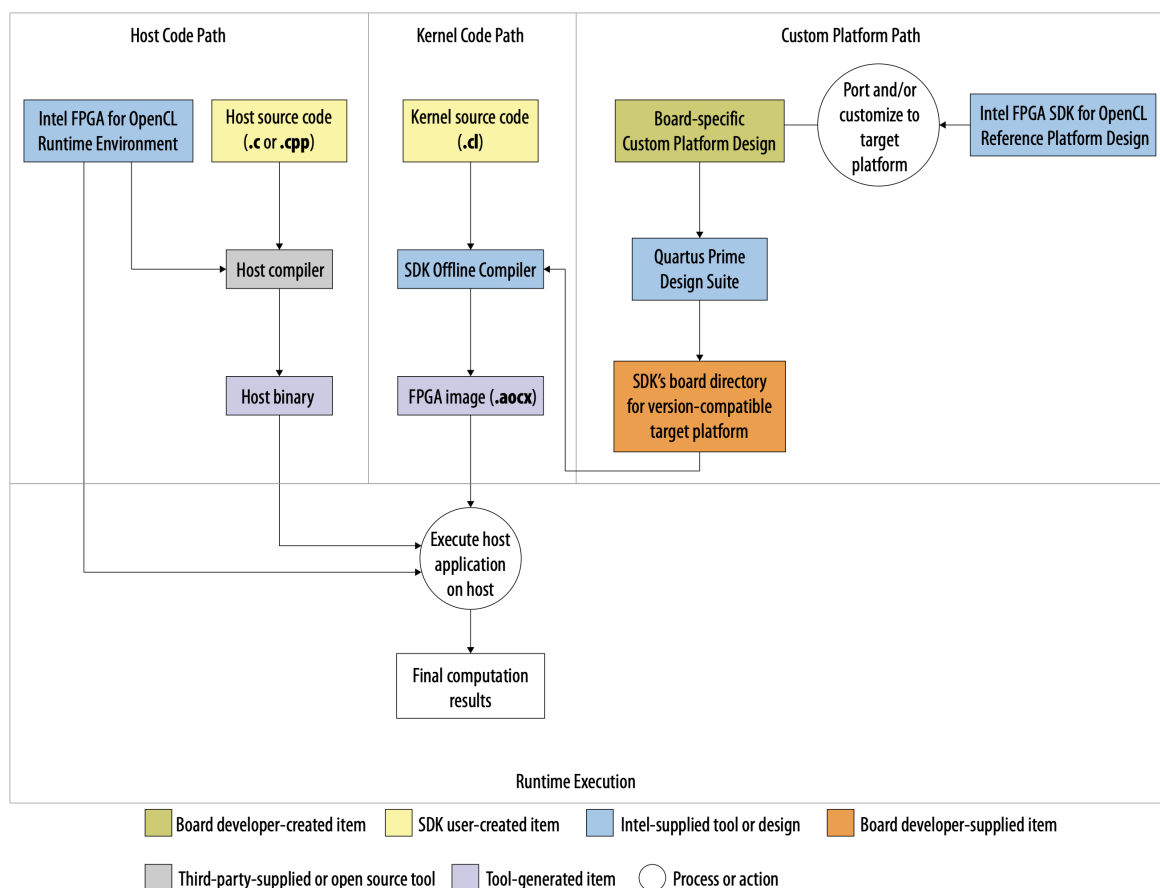 Host Code Path
Kernel Code Path
Custom Platform Path
Intel FPGA for OpenCL
Runtime Environment
Host source code
(.c or .cpp)
Kernel source code
(.cl)
Board-specific
Custom Platform Design
Port and/or
customize to
target
platform
Intel FPGA SDK for OpenCL
Reference Platform Design
Host compiler
SDK Offline Compiler
Quartus Prime
Design Suite
Host binary
FPGA image (.aocx)
SDK's board directory
for version-compatible
target platform
Execute host
application
on host
Final computation
results
Runtime Execution
Board developer-created item
SDK user-created item
Intel-supplied tool or design
Board developer-supplied item
Third-party-supplied or open source tool
Tool-generated item
Process or action